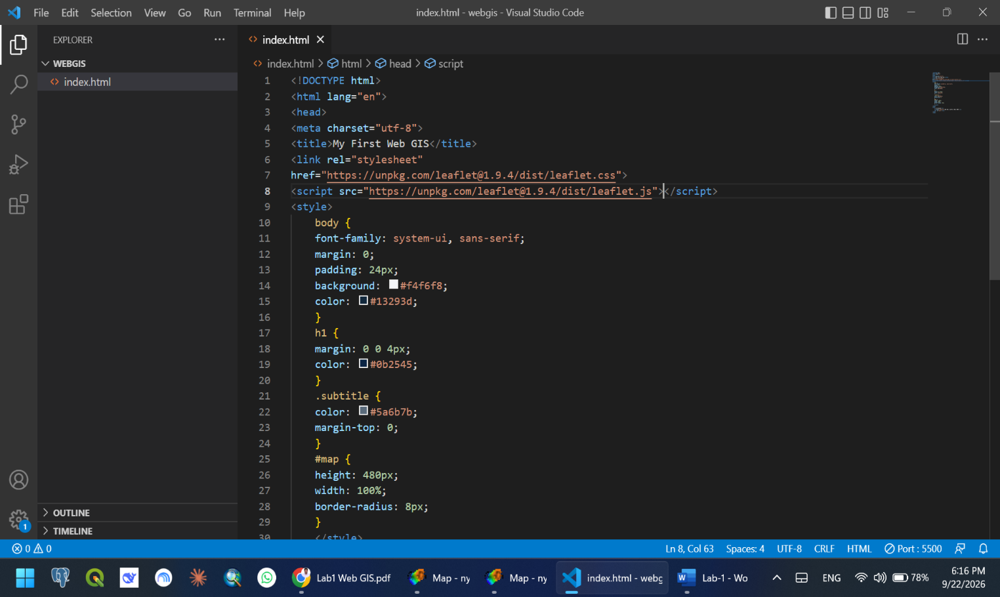 File Edit Selection View Go Run Terminal Help
index.html - webgis - Visual Studio Code
EXPLORER
WEBGIS
index.html
OUTLINE
TIMELINE
1
index.html
index.html > html > head > script
1 <!DOCTYPE html>
2 <html lang="en">
3 <head>
4 <meta charset="utf-8">
5 <title>My First Web GIS</title>
6 <link rel="stylesheet"
7 href="https://unpkg.com/leaflet@1.9.4/dist/leaflet.css">
8 <script src="https://unpkg.com/leaflet@1.9.4/dist/leaflet.js"></script>
9 <style>
10 body {
11 font-family: system-ui, sans-serif;
12 margin: 0;
13 padding: 24px;
14 background: #f4f6f8;
15 color: #13293d;
16 }
17 h1 {
18 margin: 0 0 4px;
19 color: #0b2545;
20 }
21 .subtitle {
22 color: #5a6b7b;
23 margin-top: 0;
24 }
25 #map {
26 height: 480px;
27 width: 100%;
28 border-radius: 8px;
29 }
30 </style>
0 0
Ln 8, Col 63 Spaces: 4 UTF-8 CRLF HTML Port : 5500
Lab1 Web GIS.pdf
Map - ny
Map - ny
index.html - webg
Lab-1 - Wo
ENG
78%
6:16 PM
9/22/2026